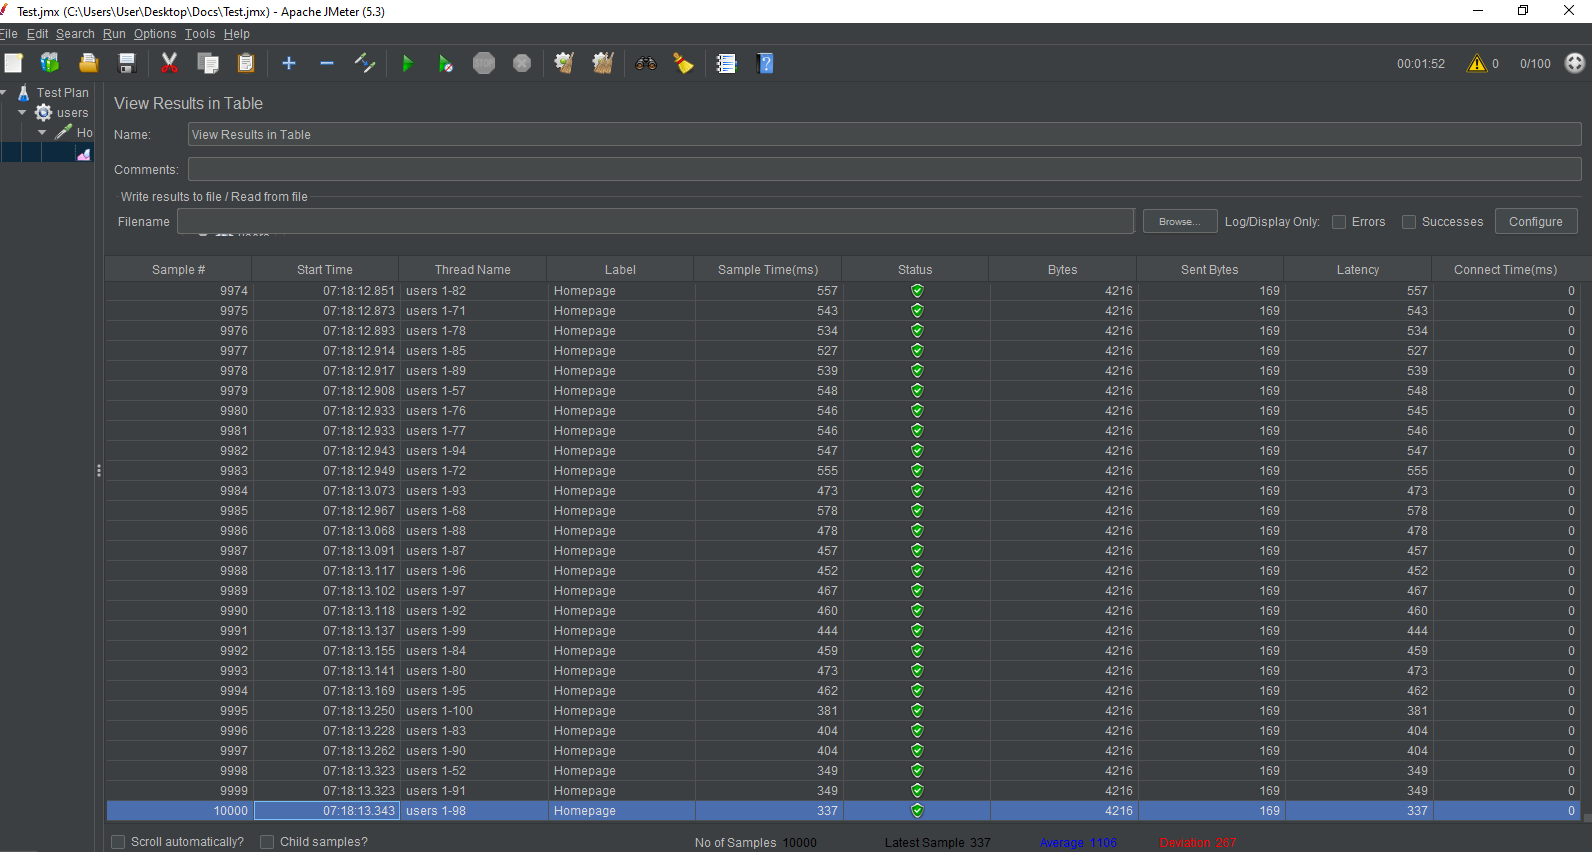 Test.jmx (C:\Users\User\Desktop\Docs\Test.jmx) - Apache JMeter (5.3)
File Edit Search Run Options Tools Help
STOP 00:01:52 0 0/100
Test Plan
users
Ho
View Results in Table
Name: View Results in Table
Comments:
Write results to file / Read from file
Filename Browse... Log/Display Only: Errors Successes Configure
Sample # Start Time Thread Name Label Sample Time(ms) Status Bytes Sent Bytes Latency Connect Time(ms)
9974 07:18:12.851 users 1-82 Homepage 557 4216 169 557 0
9975 07:18:12.873 users 1-71 Homepage 543 4216 169 543 0
9976 07:18:12.893 users 1-78 Homepage 534 4216 169 534 0
9977 07:18:12.914 users 1-85 Homepage 527 4216 169 527 0
9978 07:18:12.917 users 1-89 Homepage 539 4216 169 539 0
9979 07:18:12.908 users 1-57 Homepage 548 4216 169 548 0
9980 07:18:12.933 users 1-76 Homepage 546 4216 169 545 0
9981 07:18:12.933 users 1-77 Homepage 546 4216 169 546 0
9982 07:18:12.943 users 1-94 Homepage 547 4216 169 547 0
9983 07:18:12.949 users 1-72 Homepage 555 4216 169 555 0
9984 07:18:13.073 users 1-93 Homepage 473 4216 169 473 0
9985 07:18:12.967 users 1-68 Homepage 578 4216 169 578 0
9986 07:18:13.068 users 1-88 Homepage 478 4216 169 478 0
9987 07:18:13.091 users 1-87 Homepage 457 4216 169 457 0
9988 07:18:13.117 users 1-96 Homepage 452 4216 169 452 0
9989 07:18:13.102 users 1-97 Homepage 467 4216 169 467 0
9990 07:18:13.118 users 1-92 Homepage 460 4216 169 460 0
9991 07:18:13.137 users 1-99 Homepage 444 4216 169 444 0
9992 07:18:13.155 users 1-84 Homepage 459 4216 169 459 0
9993 07:18:13.141 users 1-80 Homepage 473 4216 169 473 0
9994 07:18:13.169 users 1-95 Homepage 462 4216 169 462 0
9995 07:18:13.250 users 1-100 Homepage 381 4216 169 381 0
9996 07:18:13.228 users 1-83 Homepage 404 4216 169 404 0
9997 07:18:13.262 users 1-90 Homepage 404 4216 169 404 0
9998 07:18:13.323 users 1-52 Homepage 349 4216 169 349 0
9999 07:18:13.323 users 1-91 Homepage 349 4216 169 349 0
10000 07:18:13.343 users 1-98 Homepage 337 4216 169 337 0
Scroll automatically? Child samples? No of Samples 10000 Latest Sample 337 Average 1106 Deviation 267